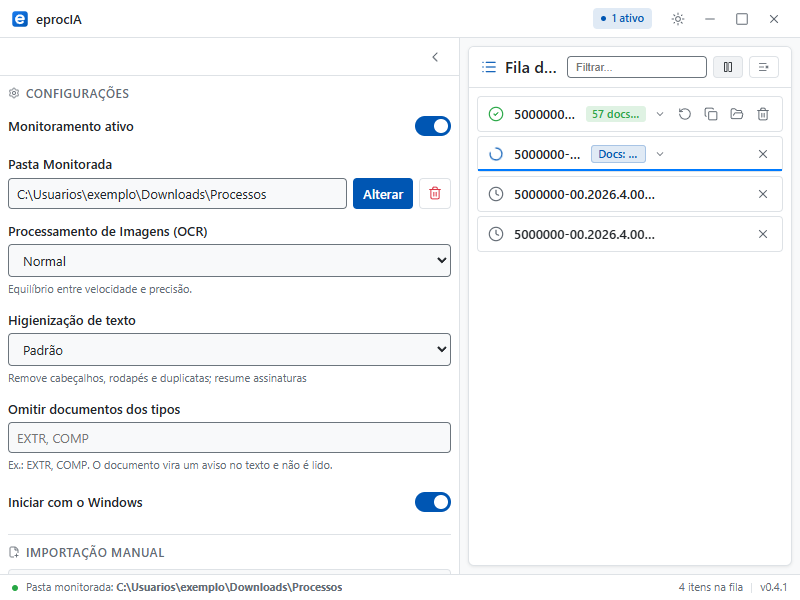 eprocIA
1 ativo
CONFIGURAÇÕES
Monitoramento ativo
Pasta Monitorada
C:\Usuarios\exemplo\Downloads\Processos
Alterar
Processamento de Imagens (OCR)
Normal
Equilíbrio entre velocidade e precisão.
Higienização de texto
Padrão
Remove cabeçalhos, rodapés e duplicatas; resume assinaturas
Omitir documentos dos tipos
EXTR, COMP
Ex.: EXTR, COMP. O documento vira um aviso no texto e não é lido.
Iniciar com o Windows
IMPORTAÇÃO MANUAL
Fila d...
Filtrar...
5000000... 57 docs...
5000000-... Docs: ...
5000000-00.2026.4.00...
5000000-00.2026.4.00...
Pasta monitorada: C:\Usuarios\exemplo\Downloads\Processos
4 itens na fila
v0.4.1